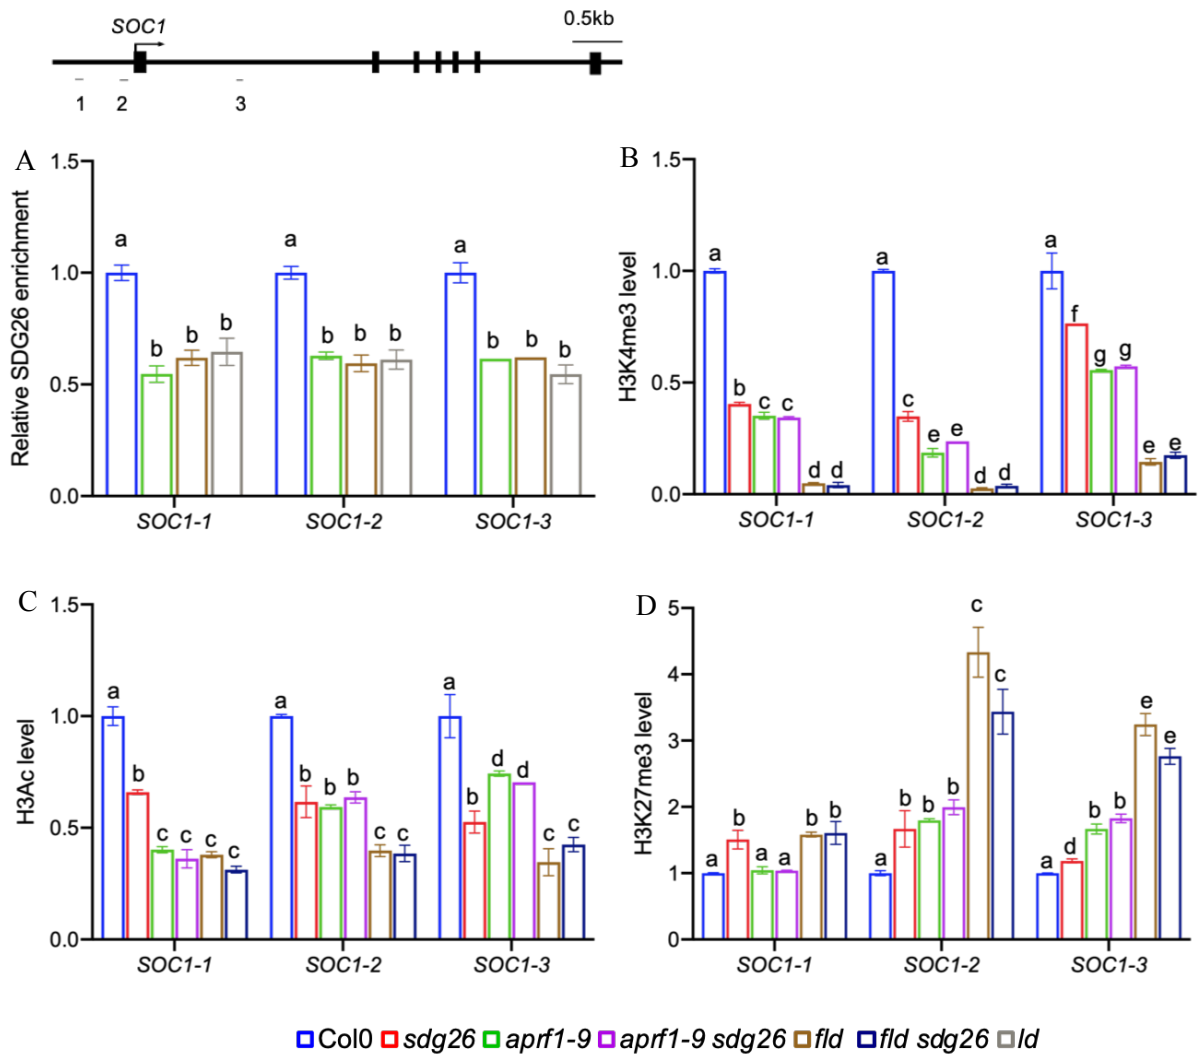 SOC1
0.5kb
1 2 3
A
1.5
1.0
0.5
0.0
Relative SDG26 enrichment
a b b b a b b b a b b b
SOC1-1 SOC1-2 SOC1-3
B
1.5
1.0
0.5
0.0
H3K4me3 level
a b c c d d a c e e d d a f g g e e
SOC1-1 SOC1-2 SOC1-3
C
1.5
1.0
0.5
0.0
H3Ac level
a b c c c c a b b b c c a b d d c c
SOC1-1 SOC1-2 SOC1-3
D
5
4
3
2
1
0
H3K27me3 level
a b a a b b a b b b c c a d b b e e
SOC1-1 SOC1-2 SOC1-3
Col0 sdg26 aprf1-9 aprf1-9 sdg26 fld fld sdg26 ld